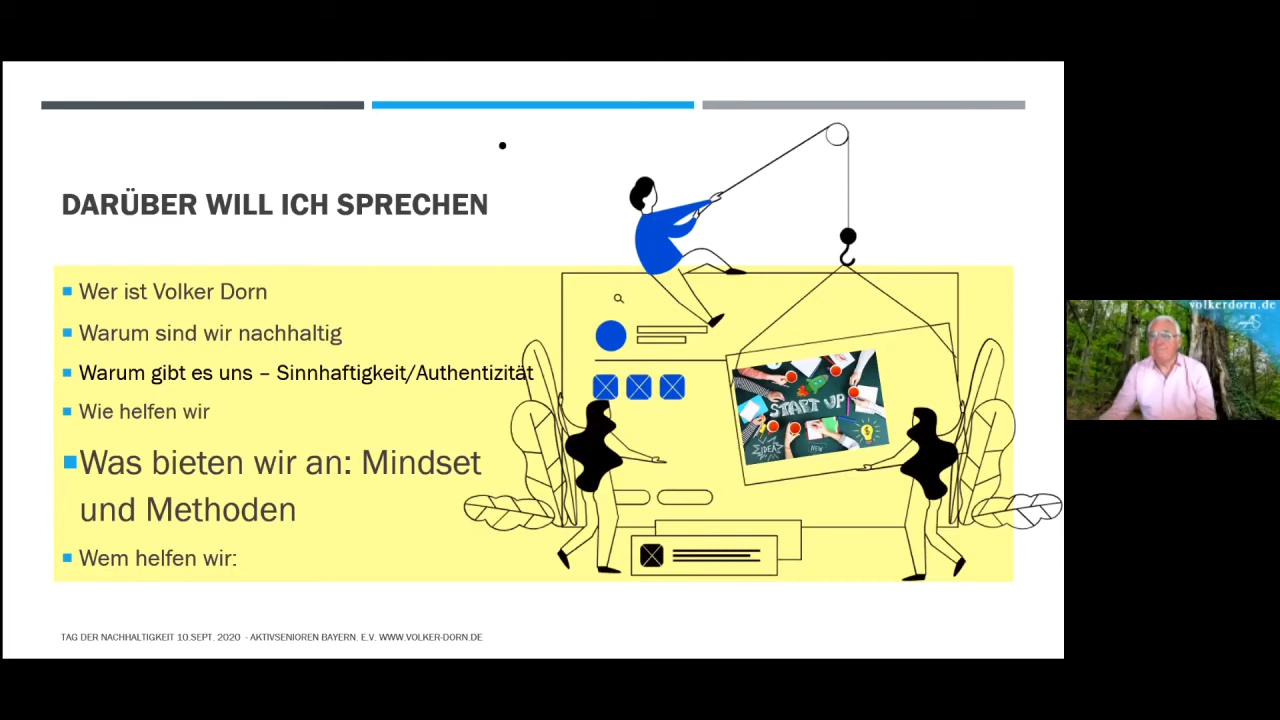 DARÜBER WILL ICH SPRECHEN
Wer ist Volker Dorn
Warum sind wir nachhaltig
Warum gibt es uns – Sinnhaftigkeit/Authentizität
Wie helfen wir
Was bieten wir an: Mindset
und Methoden
Wem helfen wir:
START UP
IDEA
NEW
TAG DER NACHHALTIGKEIT 10.SEPT. 2020 - AKTIVSENIOREN BAYERN. E.V. WWW.VOLKER-DORN.DE
volkerdorn.de